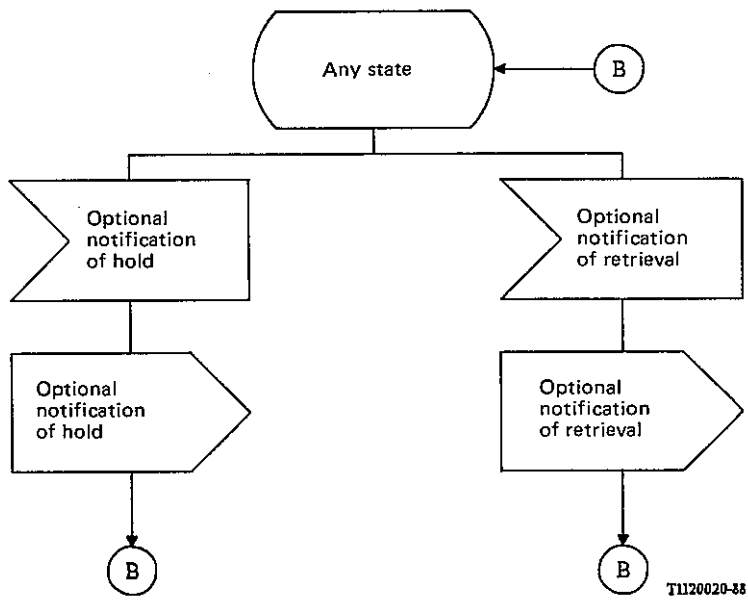 Any state
B
Optional
notification
of hold
Optional
notification
of retrieval
Optional
notification
of hold
Optional
notification
of retrieval
B
B
T1120020-88